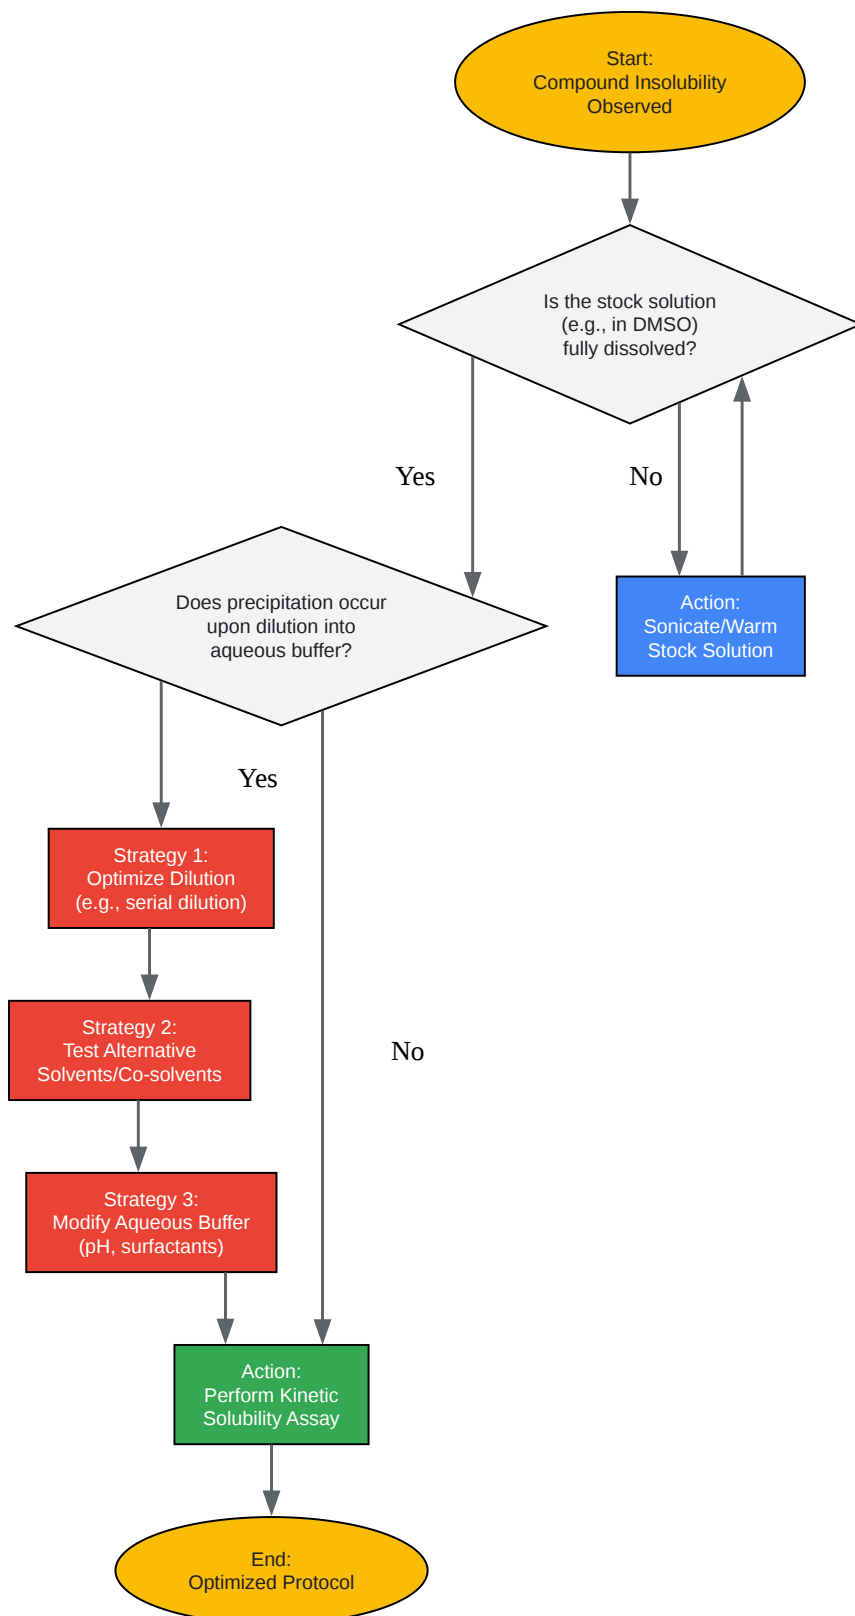 Start:
Compound Insolubility
Observed
Is the stock solution
(e.g., in DMSO)
fully dissolved?
Yes
No
Does precipitation occur
upon dilution into
aqueous buffer?
Action:
Sonicate/Warm
Stock Solution
Yes
Strategy 1:
Optimize Dilution
(e.g., serial dilution)
Strategy 2:
Test Alternative
Solvents/Co-solvents
No
Strategy 3:
Modify Aqueous Buffer
(pH, surfactants)
Action:
Perform Kinetic
Solubility Assay
End:
Optimized Protocol